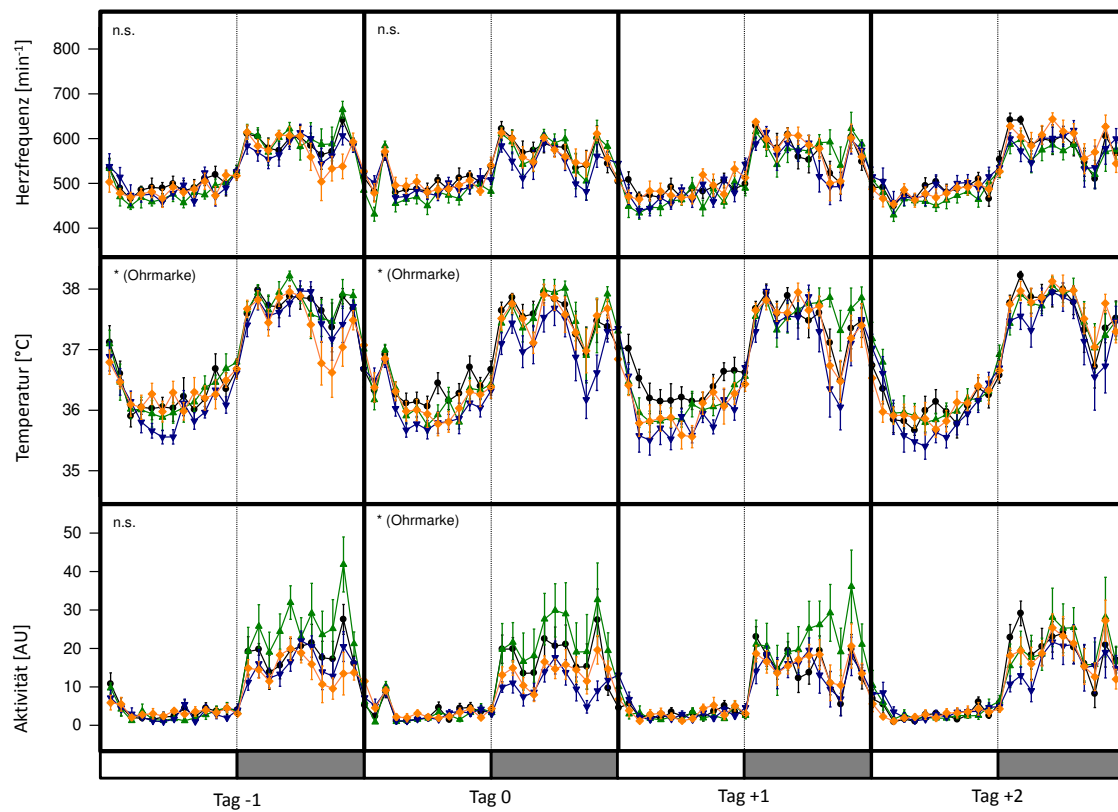 n.s.
n.s.
Herzfrequenz [min-1]
800
700
600
500
400
* (Ohrmarke)
* (Ohrmarke)
Temperatur [°C]
38
37
36
35
n.s.
* (Ohrmarke)
Aktivität [AU]
50
40
30
20
10
0
Tag -1
Tag 0
Tag +1
Tag +2